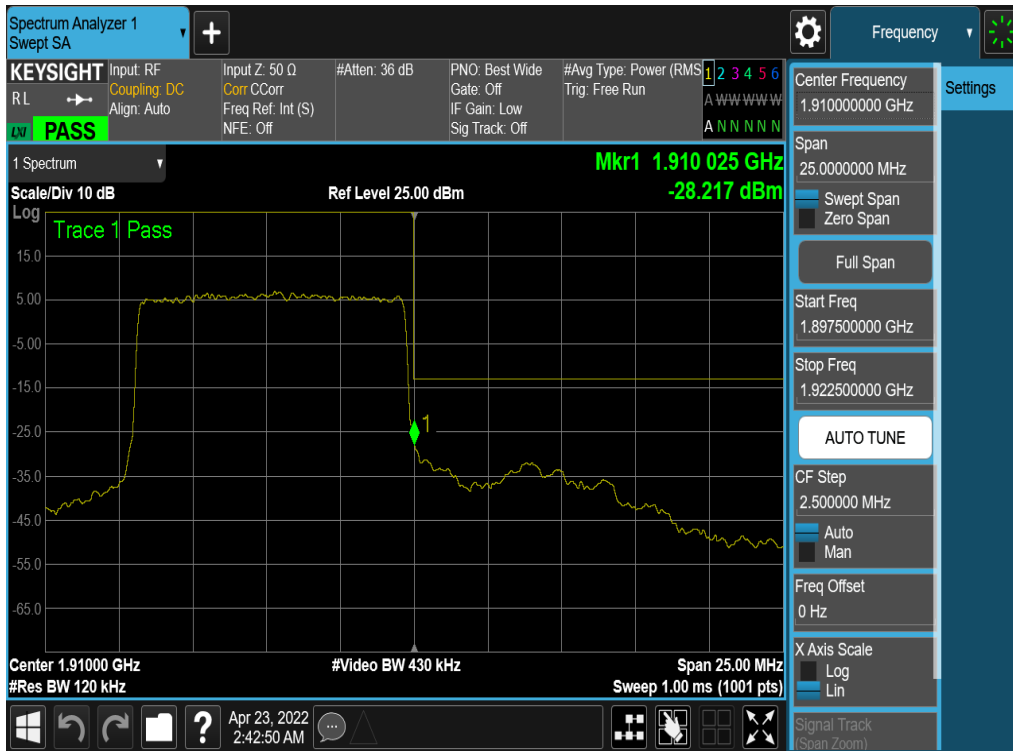 Spectrum Analyzer 1
Swept SA
+
Frequency
KEYSIGHT
R L
LXI
PASS
Input: RF
Coupling: DC
Align: Auto
Input Z: 50 Ω
Corr CCorr
Freq Ref: Int (S)
NFE: Off
#Atten: 36 dB
PNO: Best Wide
Gate: Off
IF Gain: Low
Sig Track: Off
#Avg Type: Power (RMS
Trig: Free Run
1 2 3 4 5 6
A W W W W W
A N N N N N
1 Spectrum
Mkr1 1.910 025 GHz
Scale/Div 10 dB
Ref Level 25.00 dBm
-28.217 dBm
Log
Trace 1 Pass
15.0
5.00
-5.00
-15.0
1
-25.0
-35.0
-45.0
-55.0
-65.0
Center 1.91000 GHz
#Video BW 430 kHz
Span 25.00 MHz
#Res BW 120 kHz
Sweep 1.00 ms (1001 pts)
?
Apr 23, 2022
2:42:50 AM
Center Frequency
1.910000000 GHz
Settings
Span
25.0000000 MHz
Swept Span
Zero Span
Full Span
Start Freq
1.897500000 GHz
Stop Freq
1.922500000 GHz
AUTO TUNE
CF Step
2.500000 MHz
Auto
Man
Freq Offset
0 Hz
X Axis Scale
Log
Lin
Signal Track
(Span Zoom)